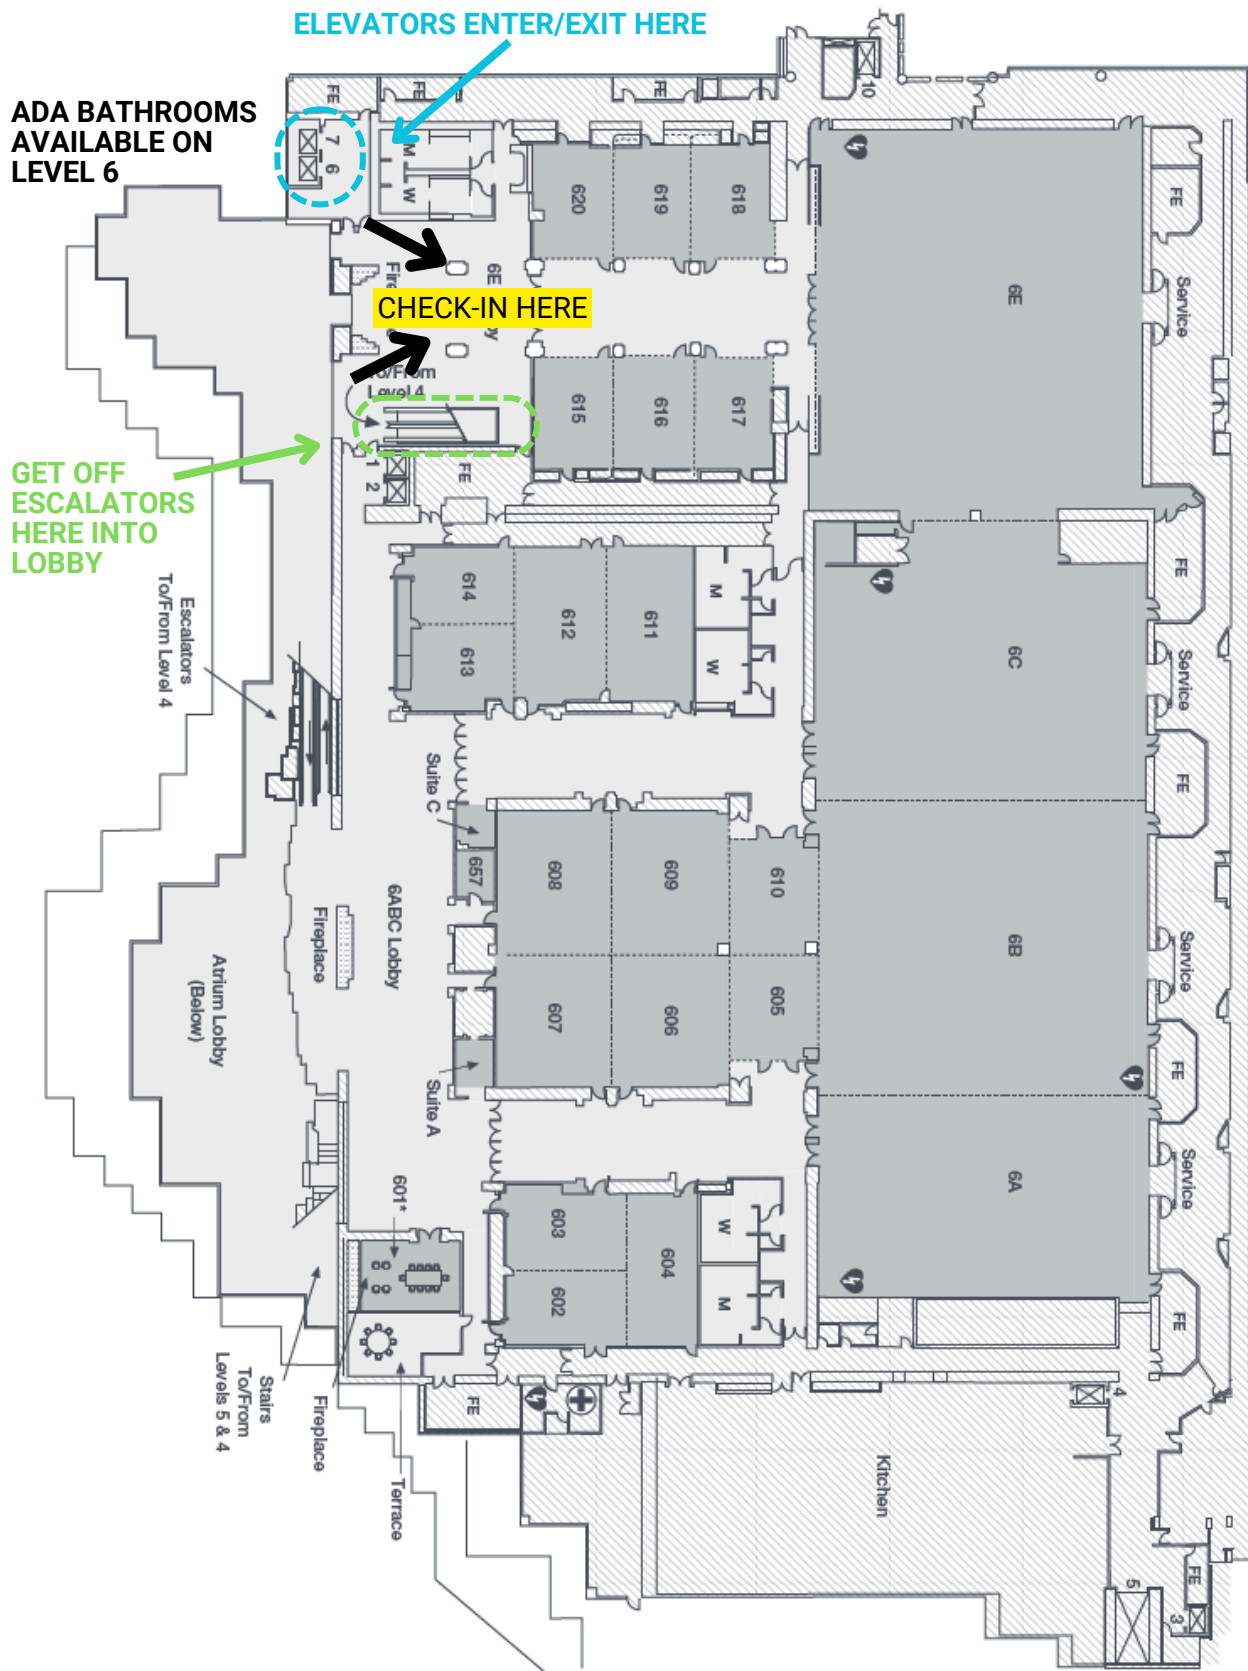 ELEVATORS ENTER/EXIT HERE
ADA BATHROOMS
AVAILABLE ON
LEVEL 6
FE
FE
FE
10
7
6
M
W
620
619
618
FE
6E
Service
CHECK-IN HERE
To/From
Level 4
615
616
617
GET OFF
ESCALATORS
HERE INTO
LOBBY
1
2
FE
FE
Escalators
To/From Level 4
614
613
612
611
M
W
6C
Service
FE
Suite C
657
608
609
610
6B
Service
Fireplace
6ABC Lobby
Atrium Lobby
(Below)
607
606
605
FE
Suite A
601*
603
602
604
W
M
6A
Service
FE
Stairs
To/From
Levels 5 & 4
Fireplace
Terrace
FE
4
Kitchen
FE
5
3